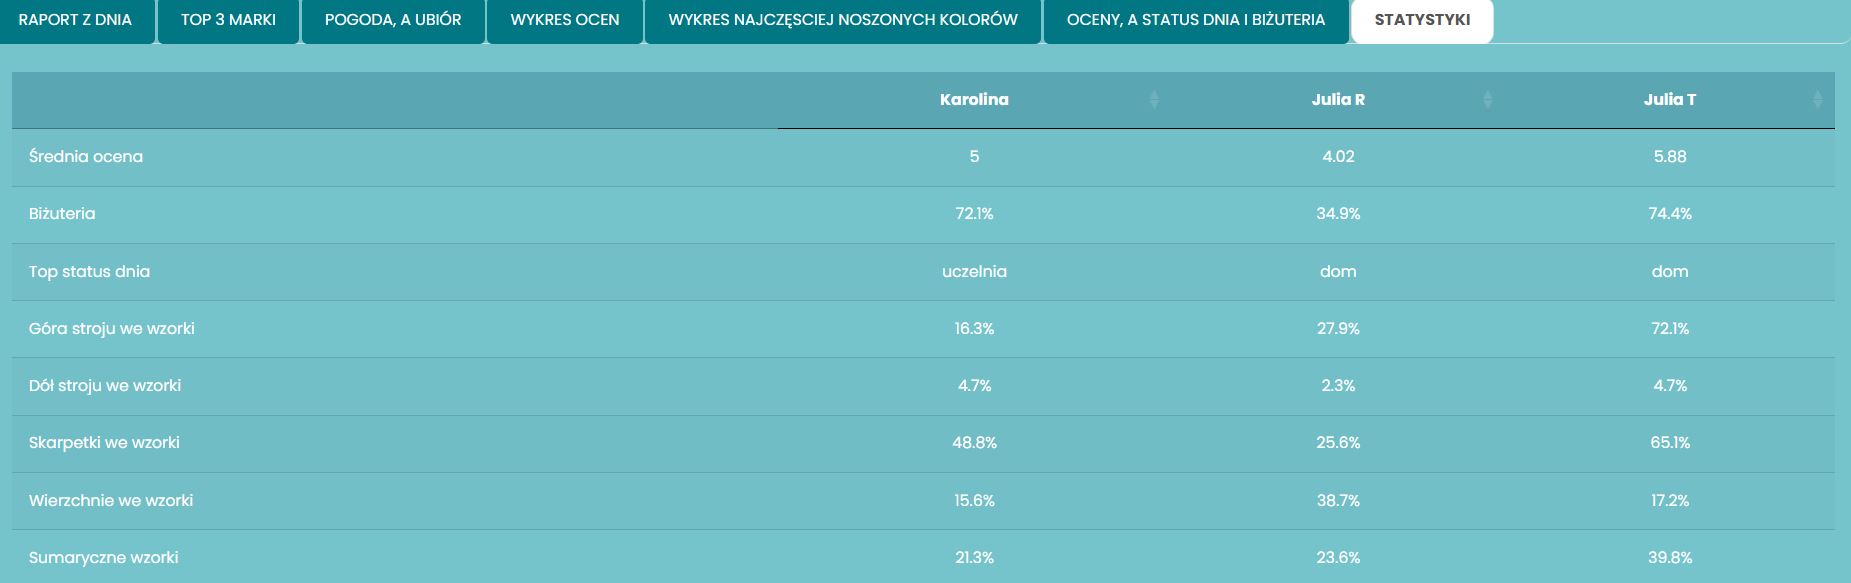 RAPORT Z DNIA TOP 3 MARKI POGODA, A UBIÓR WYKRES OCEN WYKRES NAJCZĘSCIEJ NOSZONYCH KOLORÓW OCENY, A STATUS DNIA I BIŻUTERIA STATYSTYKI
Karolina Julia R Julia T
Średnia ocena 5 4.02 5.88
Biżuteria 72.1% 34.9% 74.4%
Top status dnia uczelnia dom dom
Góra stroju we wzorki 16.3% 27.9% 72.1%
Dół stroju we wzorki 4.7% 2.3% 4.7%
Skarpetki we wzorki 48.8% 25.6% 65.1%
Wierzchnie we wzorki 15.6% 38.7% 17.2%
Sumaryczne wzorki 21.3% 23.6% 39.8%